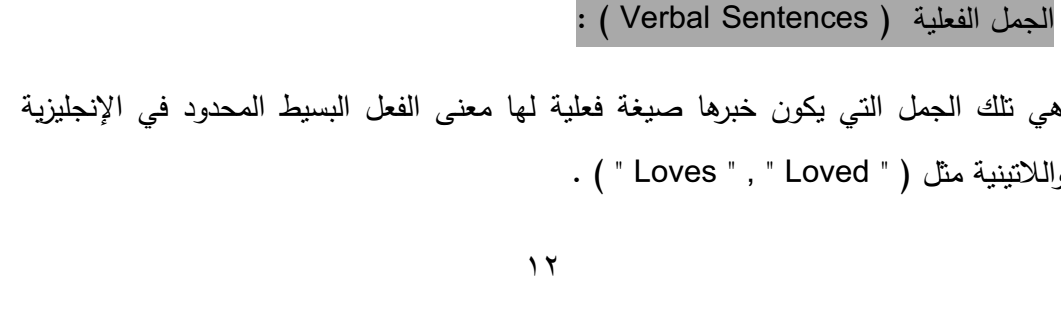 الجمل الفعلية ( Verbal Sentences ) :
هي تلك الجمل التي يكون خبرها صيغة فعلية لها معنى الفعل البسيط المحدود في الإنجليزية
واللاتينية مثل ( " Loves " , " Loved " ) .
١٢